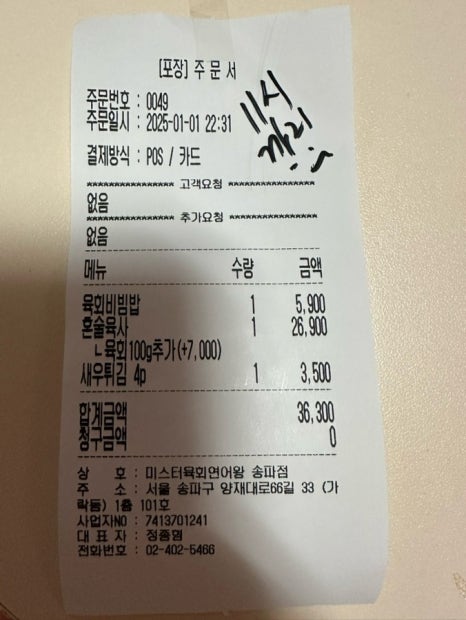 [포장] 주 문 서
11시
까지
주문번호 : 0049
주문일시 : 2025-01-01 22:31
결제방식 : POS / 카드
**************** 고객요청 ****************
없음
**************** 추가요청 ****************
없음
메뉴 수량 금액
육회비빔밥 1 5,900
혼술육사 1 26,900
ㄴ육회100g추가(+7,000)
새우튀김 4p 1 3,500
합계금액 36,300
청구금액 0
상 호 : 미스터육회연어왕 송파점
주 소 : 서울 송파구 양재대로66길 33 (가
락동) 1층 101호
사업자NO : 7413701241
대 표 자 : 정종혐
전화번호 : 02-402-5466